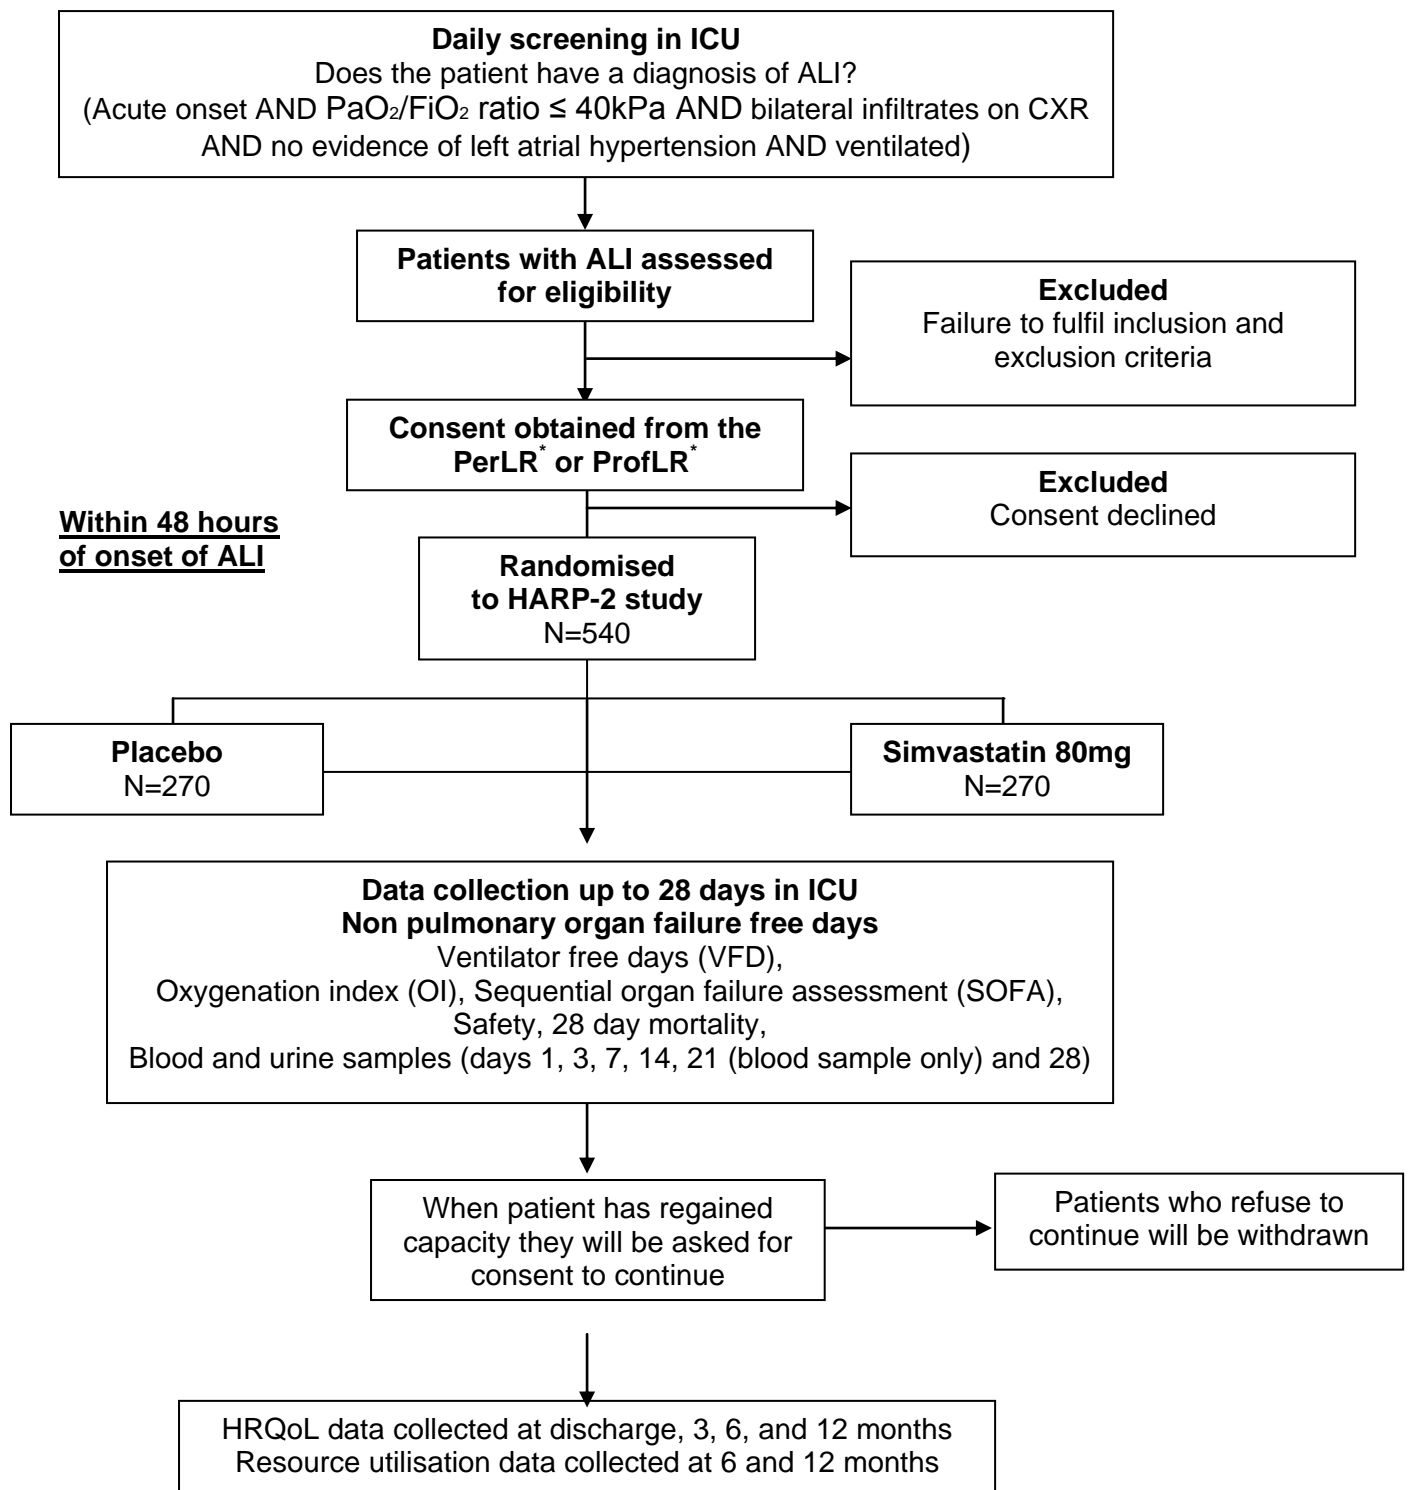 Daily screening in ICU
Does the patient have a diagnosis of ALI?
(Acute onset AND PaO₂/FiO₂ ratio ≤ 40kPa AND bilateral infiltrates on CXR
AND no evidence of left atrial hypertension AND ventilated)
Patients with ALI assessed
for eligibility
Excluded
Failure to fulfil inclusion and
exclusion criteria
Consent obtained from the
PerLR* or ProfLR*
Excluded
Consent declined
Within 48 hours
of onset of ALI
Randomised
to HARP-2 study
N=540
Placebo
N=270
Simvastatin 80mg
N=270
Data collection up to 28 days in ICU
Non pulmonary organ failure free days
Ventilator free days (VFD),
Oxygenation index (OI), Sequential organ failure assessment (SOFA),
Safety, 28 day mortality,
Blood and urine samples (days 1, 3, 7, 14, 21 (blood sample only) and 28)
When patient has regained
capacity they will be asked for
consent to continue
Patients who refuse to
continue will be withdrawn
HRQoL data collected at discharge, 3, 6, and 12 months
Resource utilisation data collected at 6 and 12 months